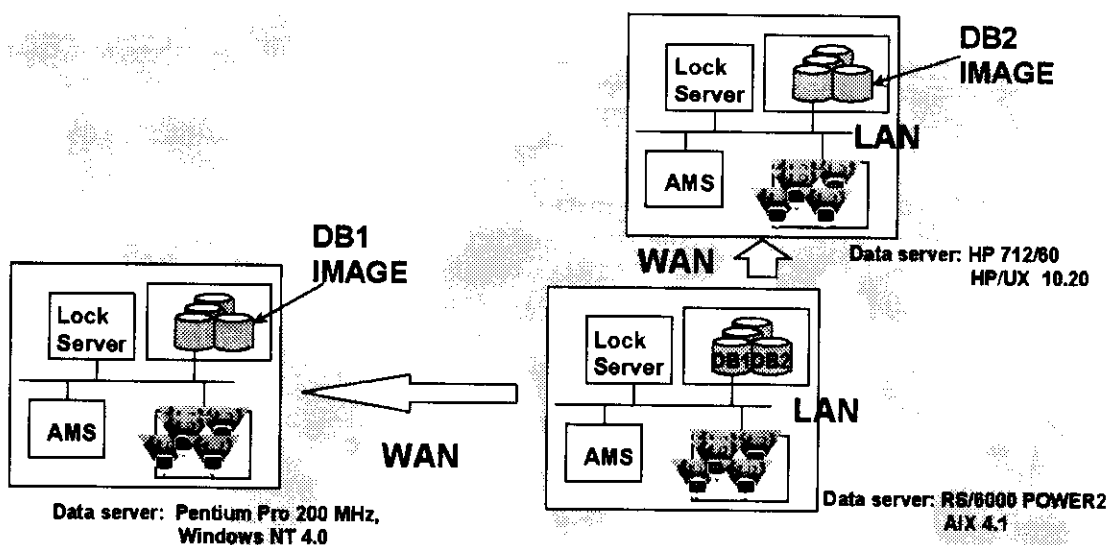 DB2
IMAGE
Lock
Server
LAN
AMS
WAN
Data server: HP 712/60
HP/UX 10.20
DB1
IMAGE
Lock
Server
AMS
WAN
Data server: Pentium Pro 200 MHz,
Windows NT 4.0
Lock
Server
DB1 DB2
LAN
AMS
Data server: RS/6000 POWER2
AIX 4.1